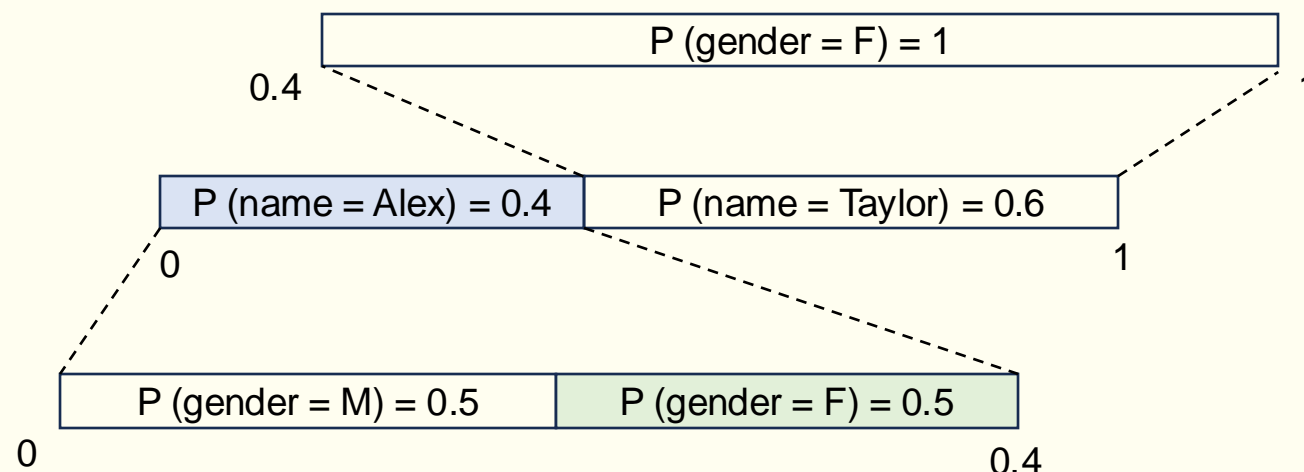 P (gender = F) = 1
0.4
P (name = Alex) = 0.4
P (name = Taylor) = 0.6
0
1
P (gender = M) = 0.5
P (gender = F) = 0.5
0
0.4